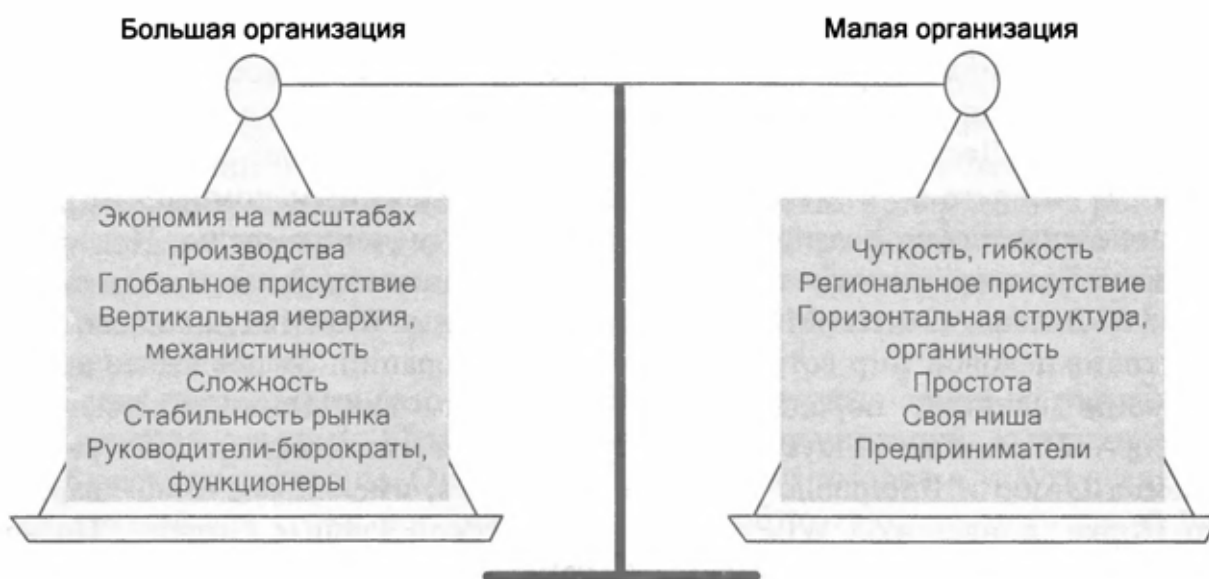 Большая организация
Малая организация
Экономия на масштабах
производства
Глобальное присутствие
Вертикальная иерархия,
механистичность
Сложность
Стабильность рынка
Руководители-бюрократы,
функционеры
Чуткость, гибкость
Региональное присутствие
Горизонтальная структура,
органичность
Простота
Своя ниша
Предприниматели